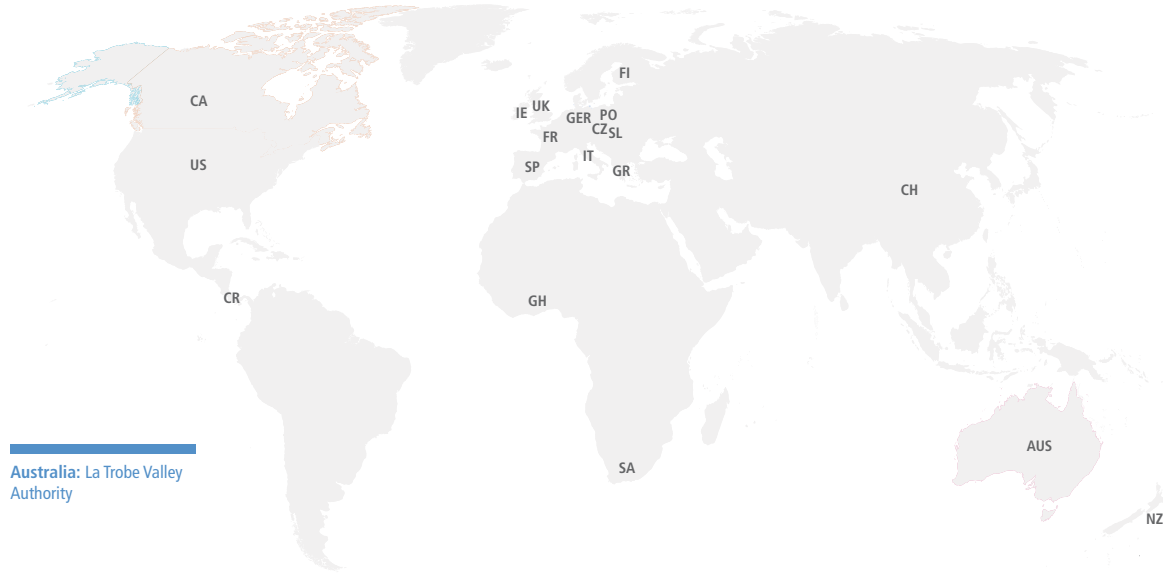 FI
CA
IE UK
GER PO
CZ SL
FR
IT
US
SP
GR
CH
CR
GH
AUS
Australia: La Trobe Valley
Authority
SA
NZ